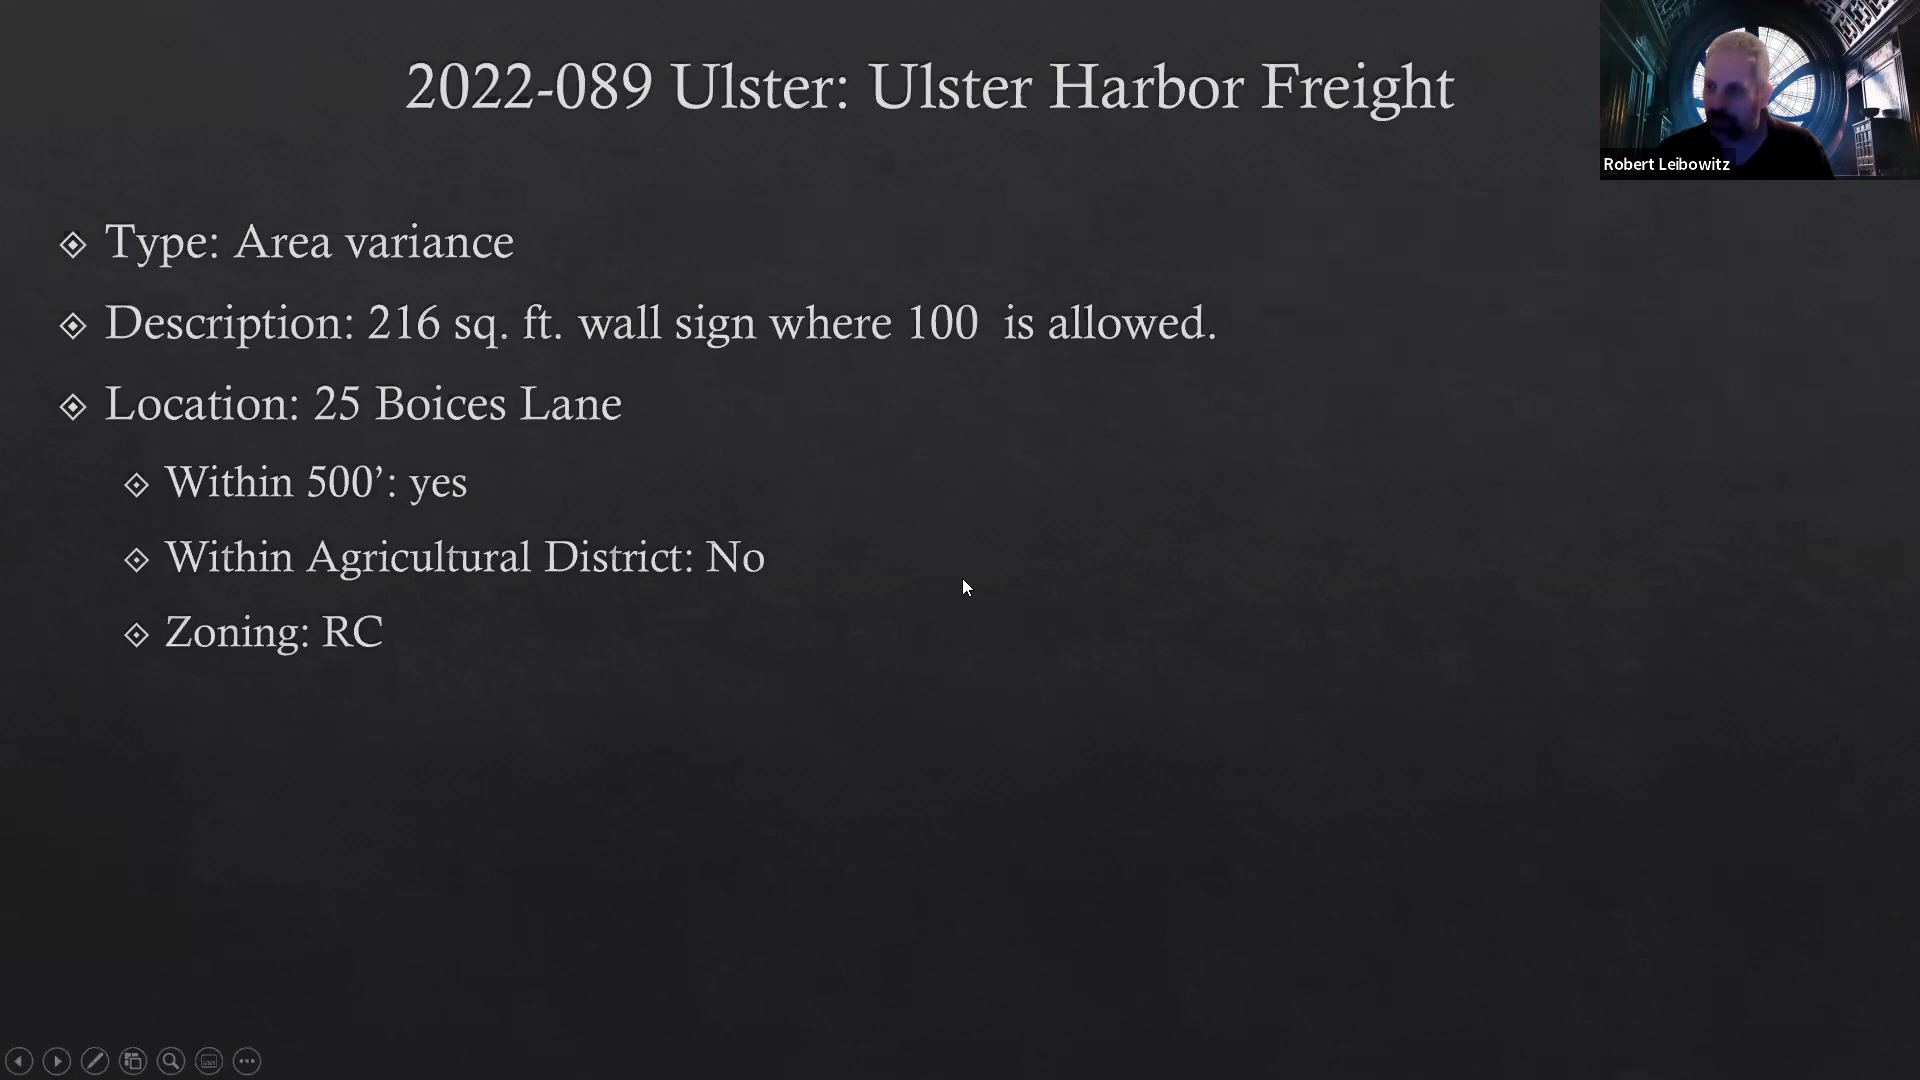 2022-089 Ulster: Ulster Harbor Freight
Robert Leibowitz
Type: Area variance
Description: 216 sq. ft. wall sign where 100  is allowed.
Location: 25 Boices Lane
Within 500’: yes
Within Agricultural District: No
Zoning: RC